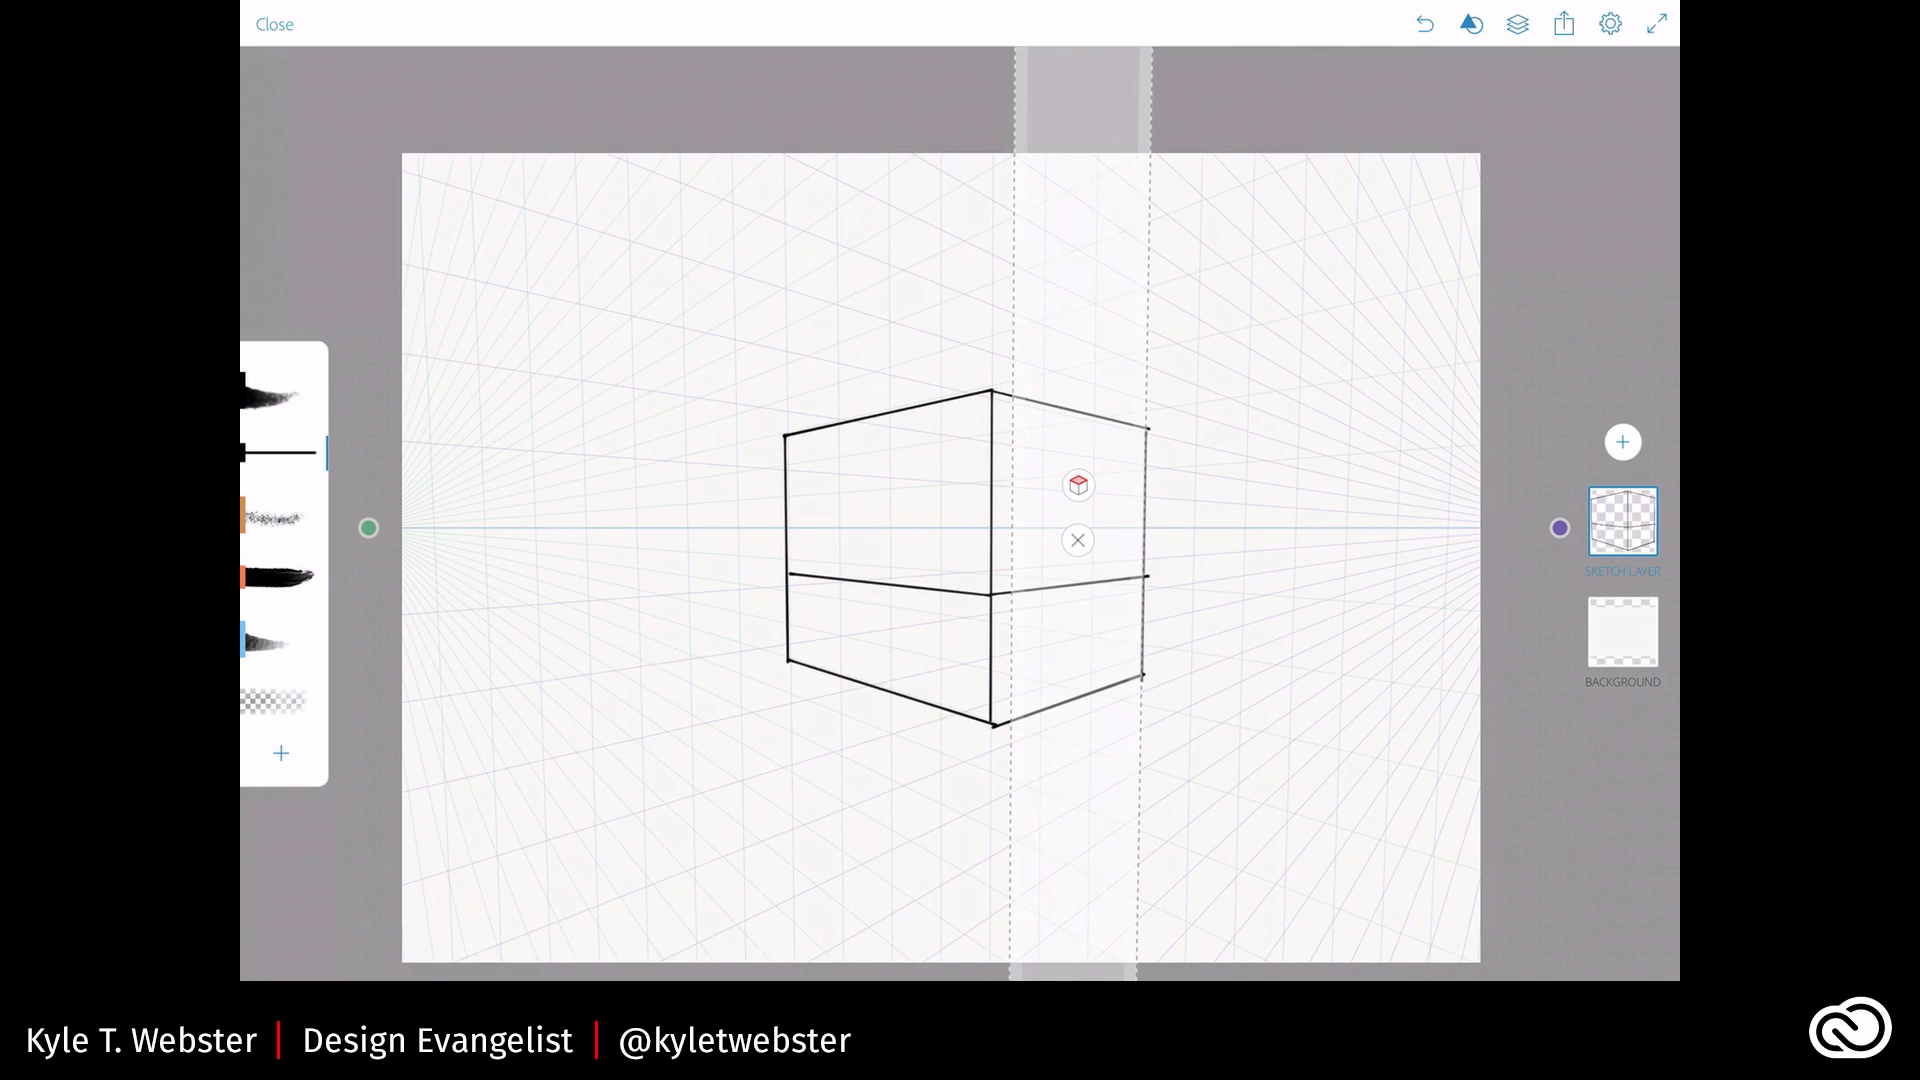 Close
SKETCH LAYER
BACKGROUND
Kyle T. Webster | Design Evangelist | @kyletwebster